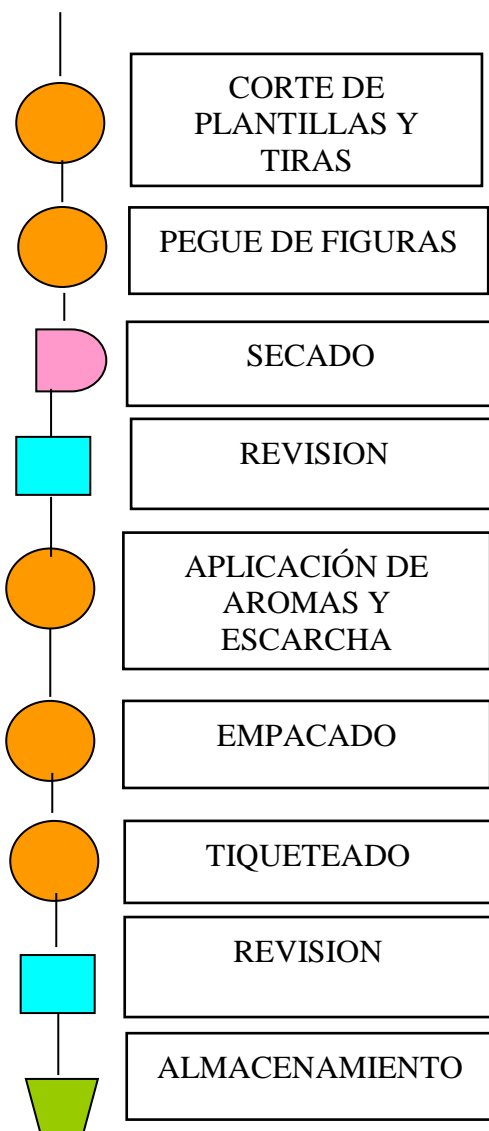 CORTE DE
PLANTILLAS Y
TIRAS
PEGUE DE FIGURAS
SECADO
REVISION
APLICACIÓN DE
AROMAS Y
ESCARCHA
EMPACADO
TIQUETEADO
REVISION
ALMACENAMIENTO